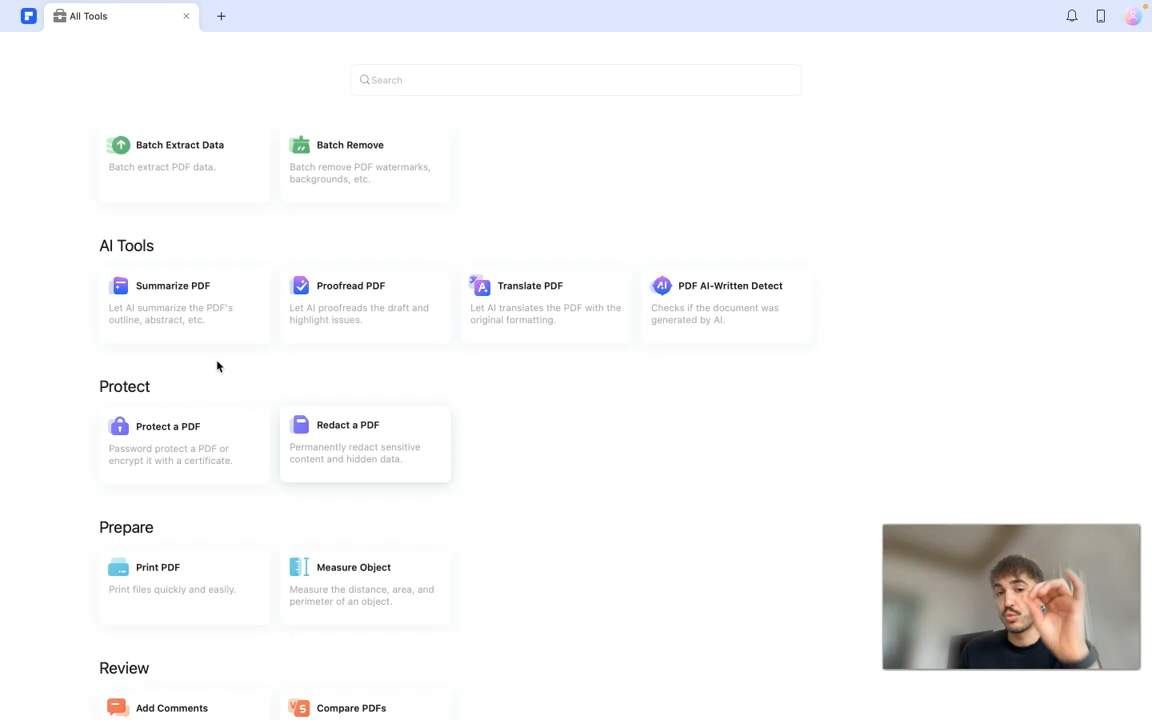 All Tools
Search
Batch Extract Data
Batch extract PDF data.
Batch Remove
Batch remove PDF watermarks,
backgrounds, etc.
AI Tools
Summarize PDF
Let AI summarize the PDF's
outline, abstract, etc.
Proofread PDF
Let AI proofreads the draft and
highlight issues.
Translate PDF
Let AI translates the PDF with the
original formatting.
PDF AI-Written Detect
Checks if the document was
generated by AI.
Protect
Protect a PDF
Password protect a PDF or
encrypt it with a certificate.
Redact a PDF
Permanently redact sensitive
content and hidden data.
Prepare
Print PDF
Print files quickly and easily.
Measure Object
Measure the distance, area, and
perimeter of an object.
Review
Add Comments
Compare PDFs